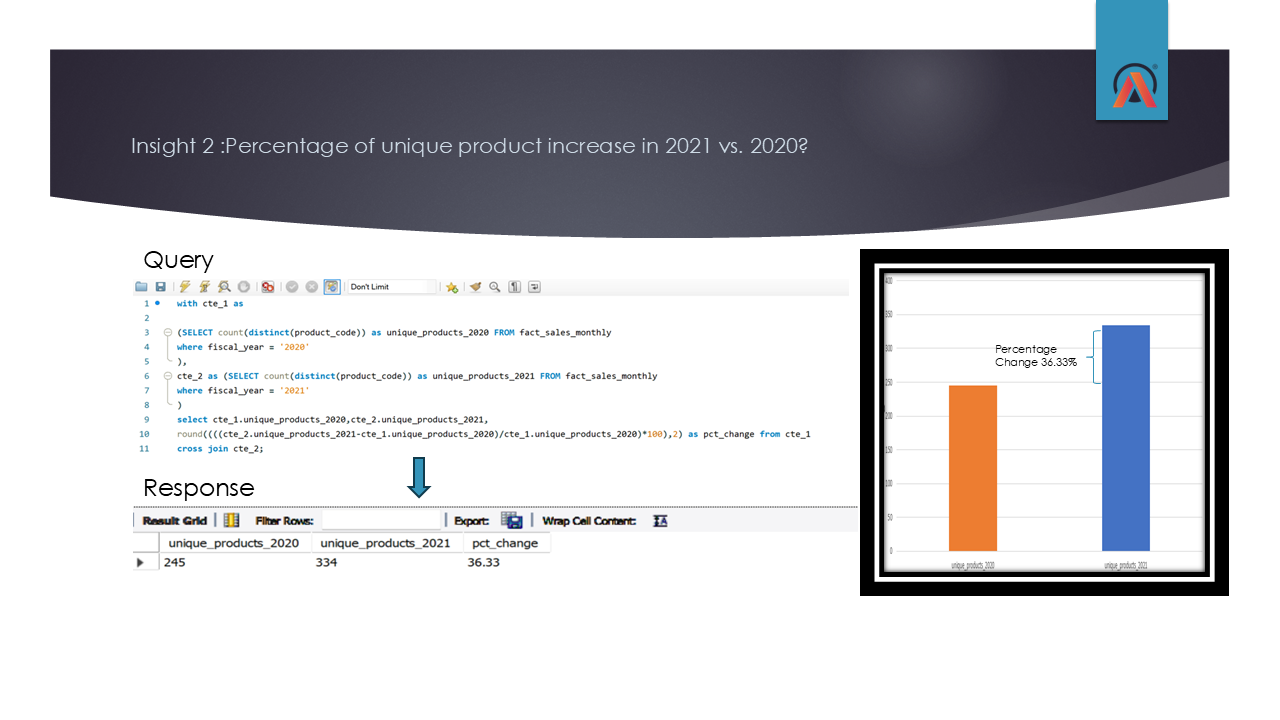 Insight 2 :Percentage of unique product increase in 2021 vs. 2020?
Query
Don't Limit
1 with cte_1 as
2
3 (SELECT count(distinct(product_code)) as unique_products_2020 FROM fact_sales_monthly
4 where fiscal_year = '2020'
5 ),
6 cte_2 as (SELECT count(distinct(product_code)) as unique_products_2021 FROM fact_sales_monthly
7 where fiscal_year = '2021'
8 )
9 select cte_1.unique_products_2020,cte_2.unique_products_2021,
10 round((((cte_2.unique_products_2021-cte_1.unique_products_2020)/cte_1.unique_products_2020)*100),2) as pct_change from cte_1
11 cross join cte_2;
Response
Result Grid Filter Rows: Export: Wrap Cell Content:
unique_products_2020 unique_products_2021 pct_change
245 334 36.33
400
350
300
250
200
150
100
50
0
Percentage
Change 36.33%
unique_products_2020 unique_products_2021